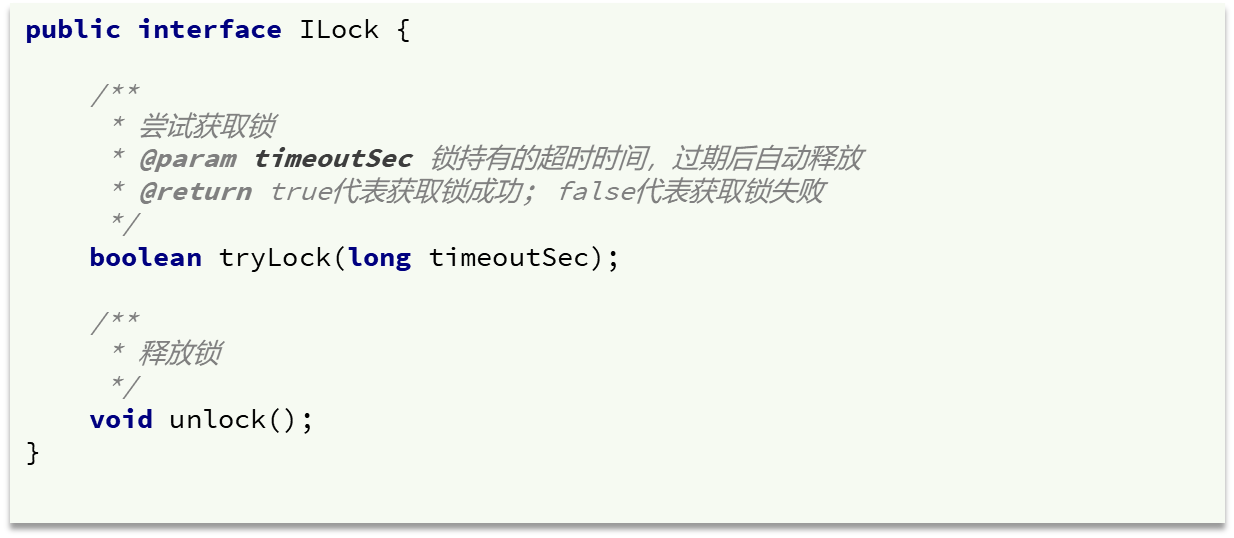 public interface ILock {
/**
* 尝试获取锁
* @param timeoutSec 锁持有的超时时间，过期后自动释放
* @return true代表获取锁成功; false代表获取锁失败
*/
boolean tryLock(long timeoutSec);
/**
* 释放锁
*/
void unlock();
}